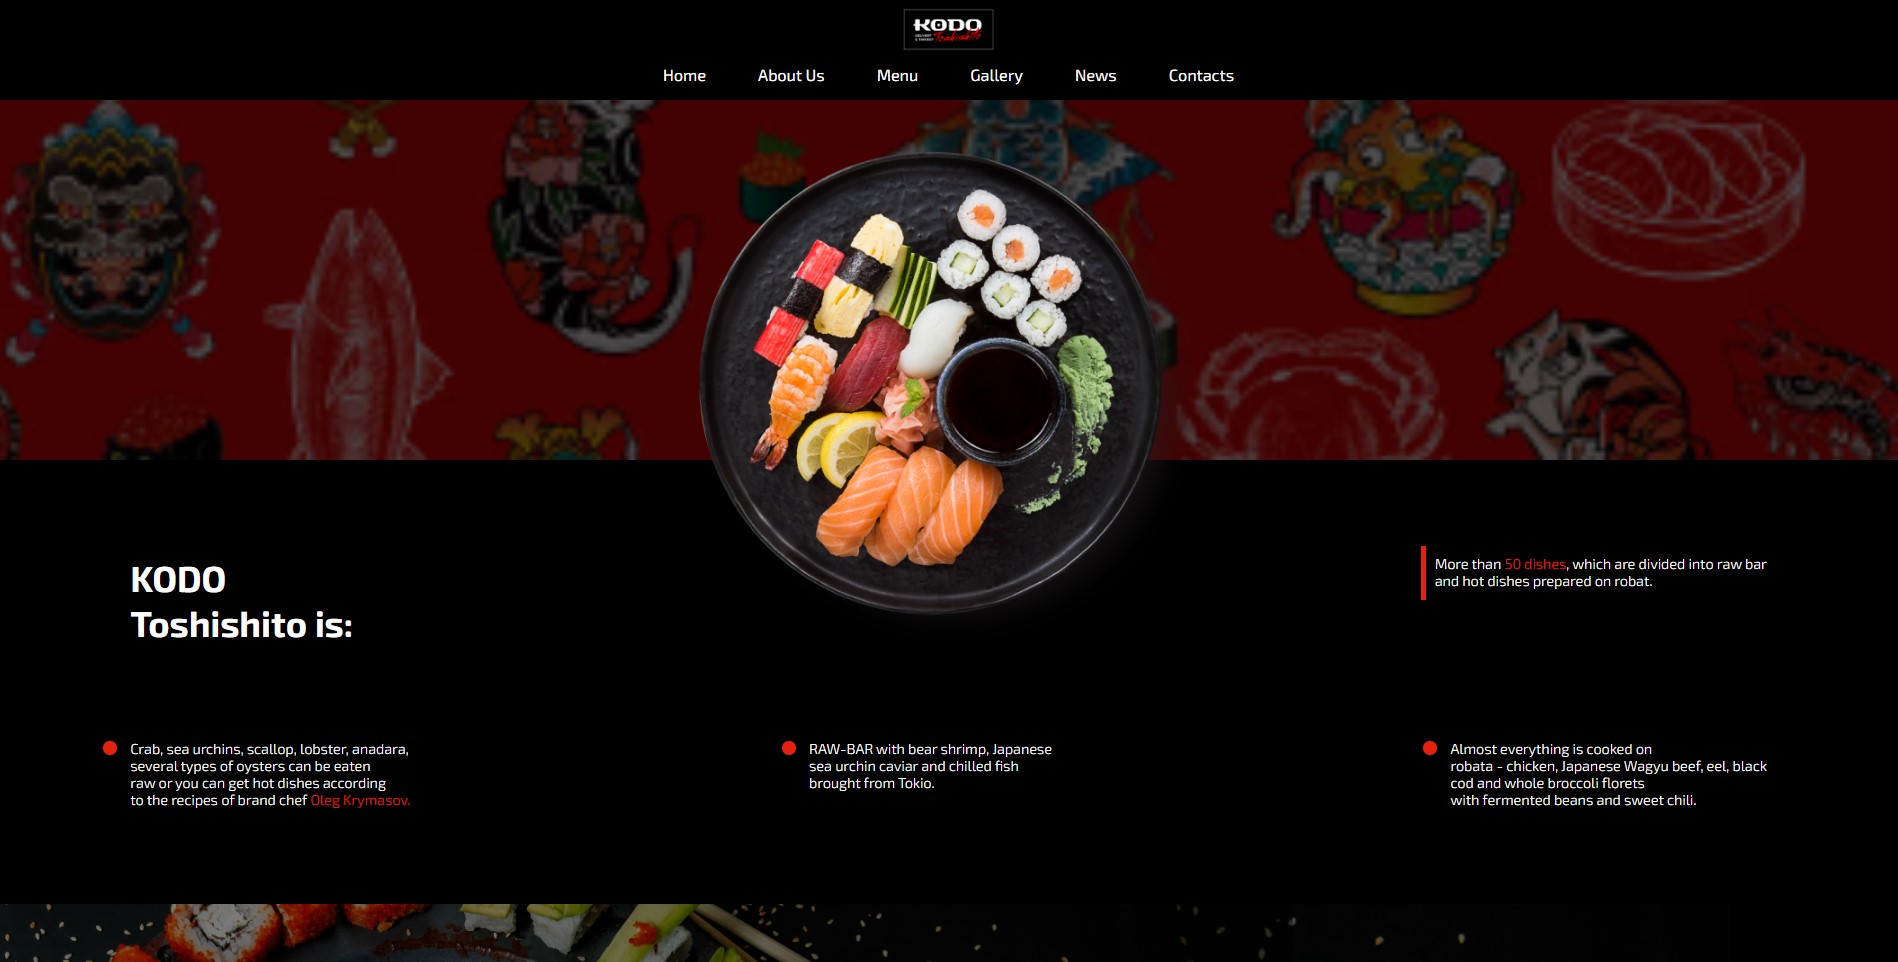 KODO
DELIVERY
& TAKEOUT
Toshishito
Home About Us Menu Gallery News Contacts
KODO
Toshishito is:
More than 50 dishes, which are divided into raw bar
and hot dishes prepared on robat.
Crab, sea urchins, scallop, lobster, anadara,
several types of oysters can be eaten
raw or you can get hot dishes according
to the recipes of brand chef Oleg Krymasov.
RAW-BAR with bear shrimp, Japanese
sea urchin caviar and chilled fish
brought from Tokio.
Almost everything is cooked on
robata - chicken, Japanese Wagyu beef, eel, black
cod and whole broccoli florets
with fermented beans and sweet chili.